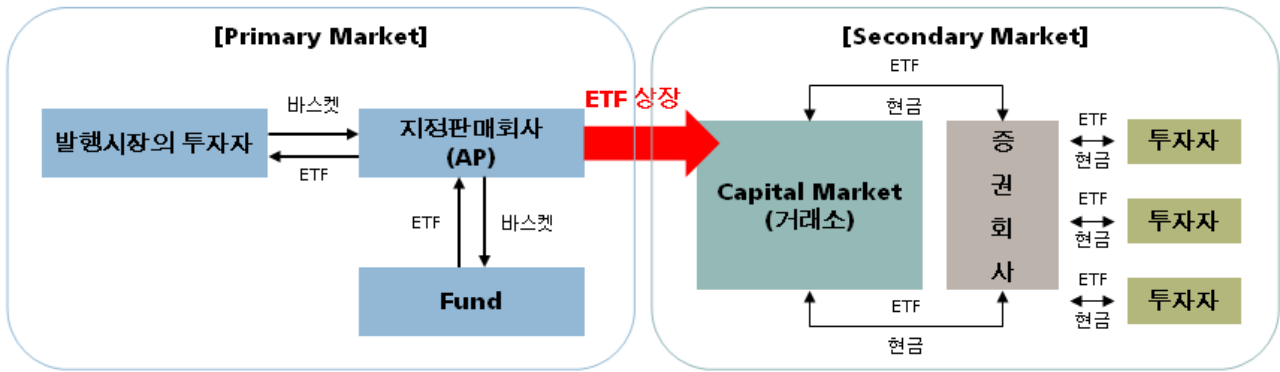 [Primary Market]
바스켓
발행시장의 투자자
ETF
지정판매회사
(AP)
ETF
바스켓
Fund
ETF 상장
[Secondary Market]
ETF
현금
Capital Market
(거래소)
증
권
회
사
ETF
현금
ETF
현금
투자자
ETF
현금
투자자
ETF
현금
투자자